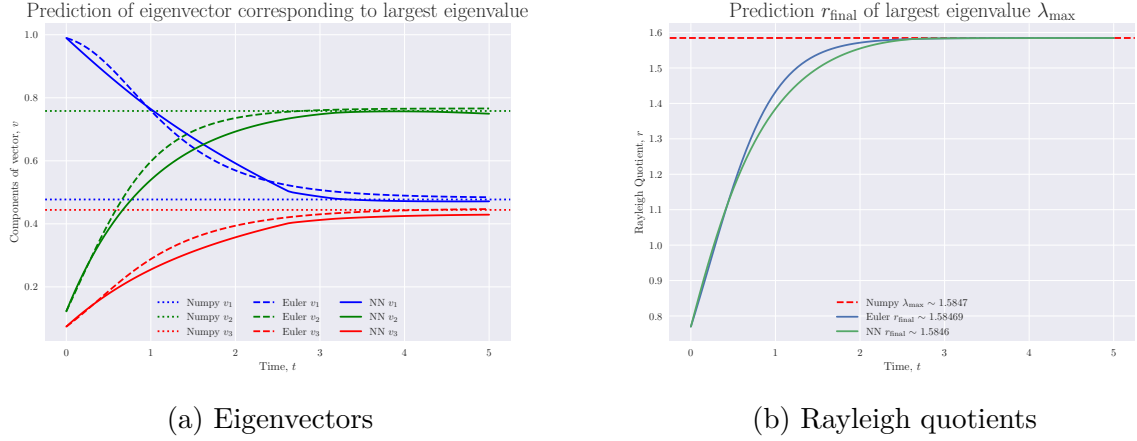 Prediction of eigenvector corresponding to largest eigenvalue
Components of vector, v
1.0
0.8
0.6
0.4
0.2
Numpy v₁
Numpy v₂
Numpy v₃
Euler v₁
Euler v₂
Euler v₃
NN v₁
NN v₂
NN v₃
0 1 2 3 4 5
Time, t
(a) Eigenvectors
Prediction r_final of largest eigenvalue λ_max
Rayleigh Quotient, r
1.6
1.5
1.4
1.3
1.2
1.1
1.0
0.9
0.8
Numpy λ_max ∼ 1.5847
Euler r_final ∼ 1.58469
NN r_final ∼ 1.5846
0 1 2 3 4 5
Time, t
(b) Rayleigh quotients